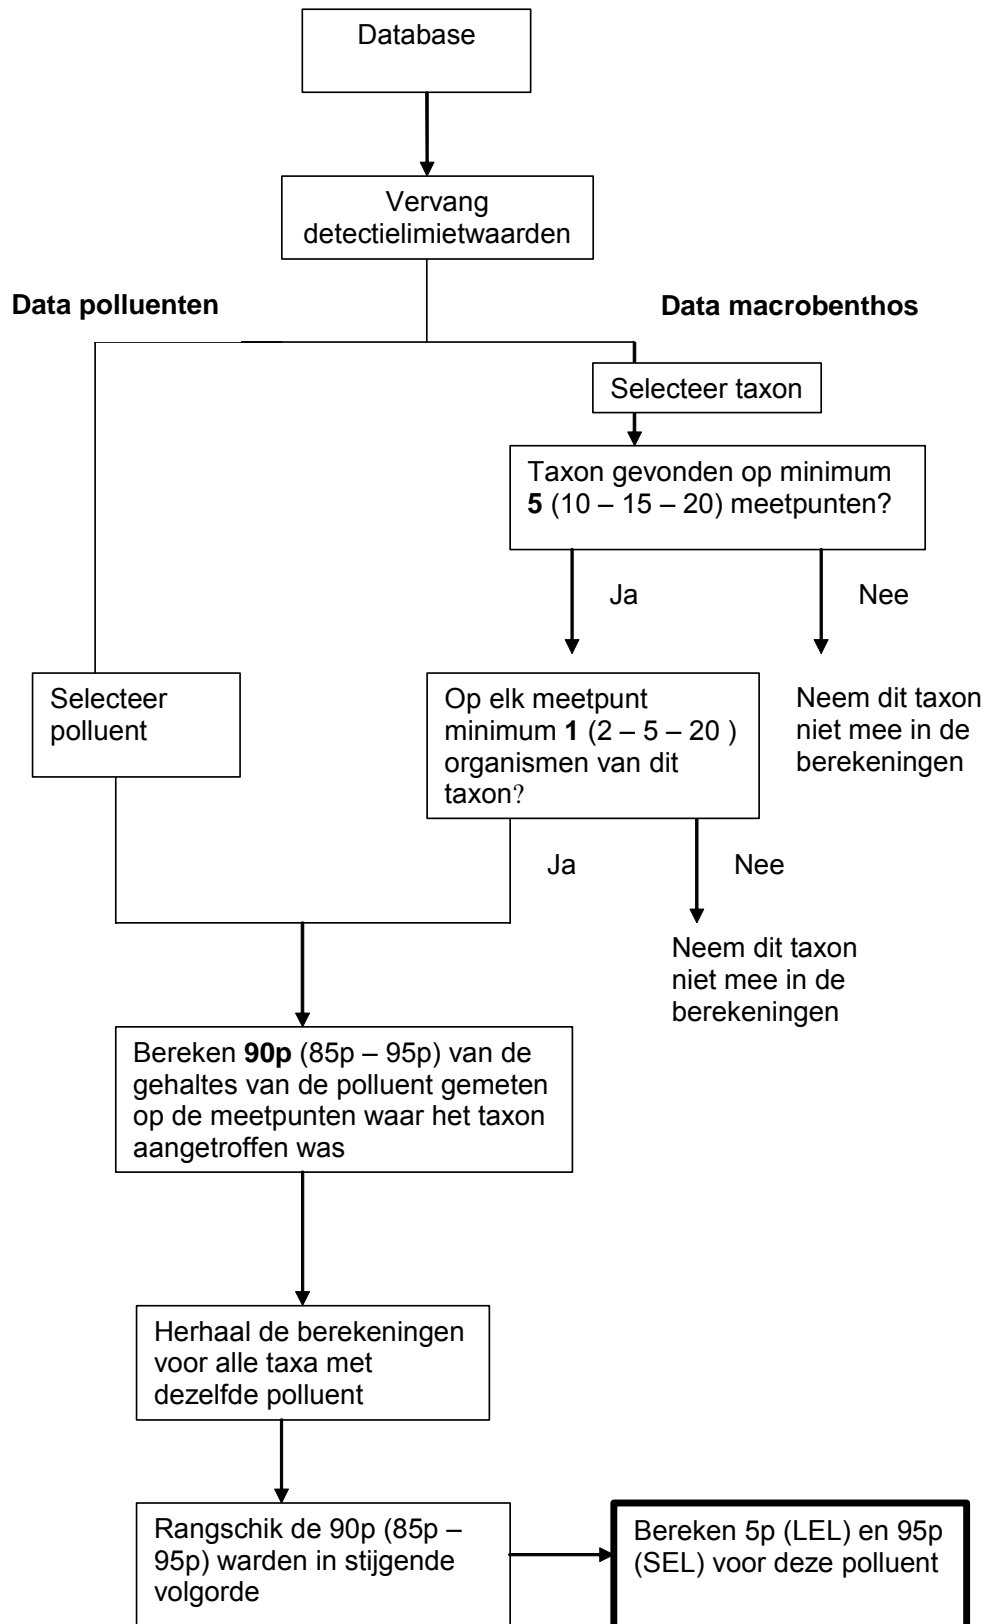 Database
Vervang
detectielimietwaarden
Data polluenten
Data macrobenthos
Selecteer taxon
Taxon gevonden op minimum
5 (10 – 15 – 20) meetpunten?
Ja
Nee
Selecteer
polluent
Op elk meetpunt
minimum 1 (2 – 5 – 20 )
organismen van dit
taxon?
Neem dit taxon
niet mee in de
berekeningen
Ja
Nee
Neem dit taxon
niet mee in de
berekeningen
Bereken 90p (85p – 95p) van de
gehaltes van de polluent gemeten
op de meetpunten waar het taxon
aangetroffen was
Herhaal de berekeningen
voor alle taxa met
dezelfde polluent
Rangschik de 90p (85p –
95p) warden in stijgende
volgorde
Bereken 5p (LEL) en 95p
(SEL) voor deze polluent